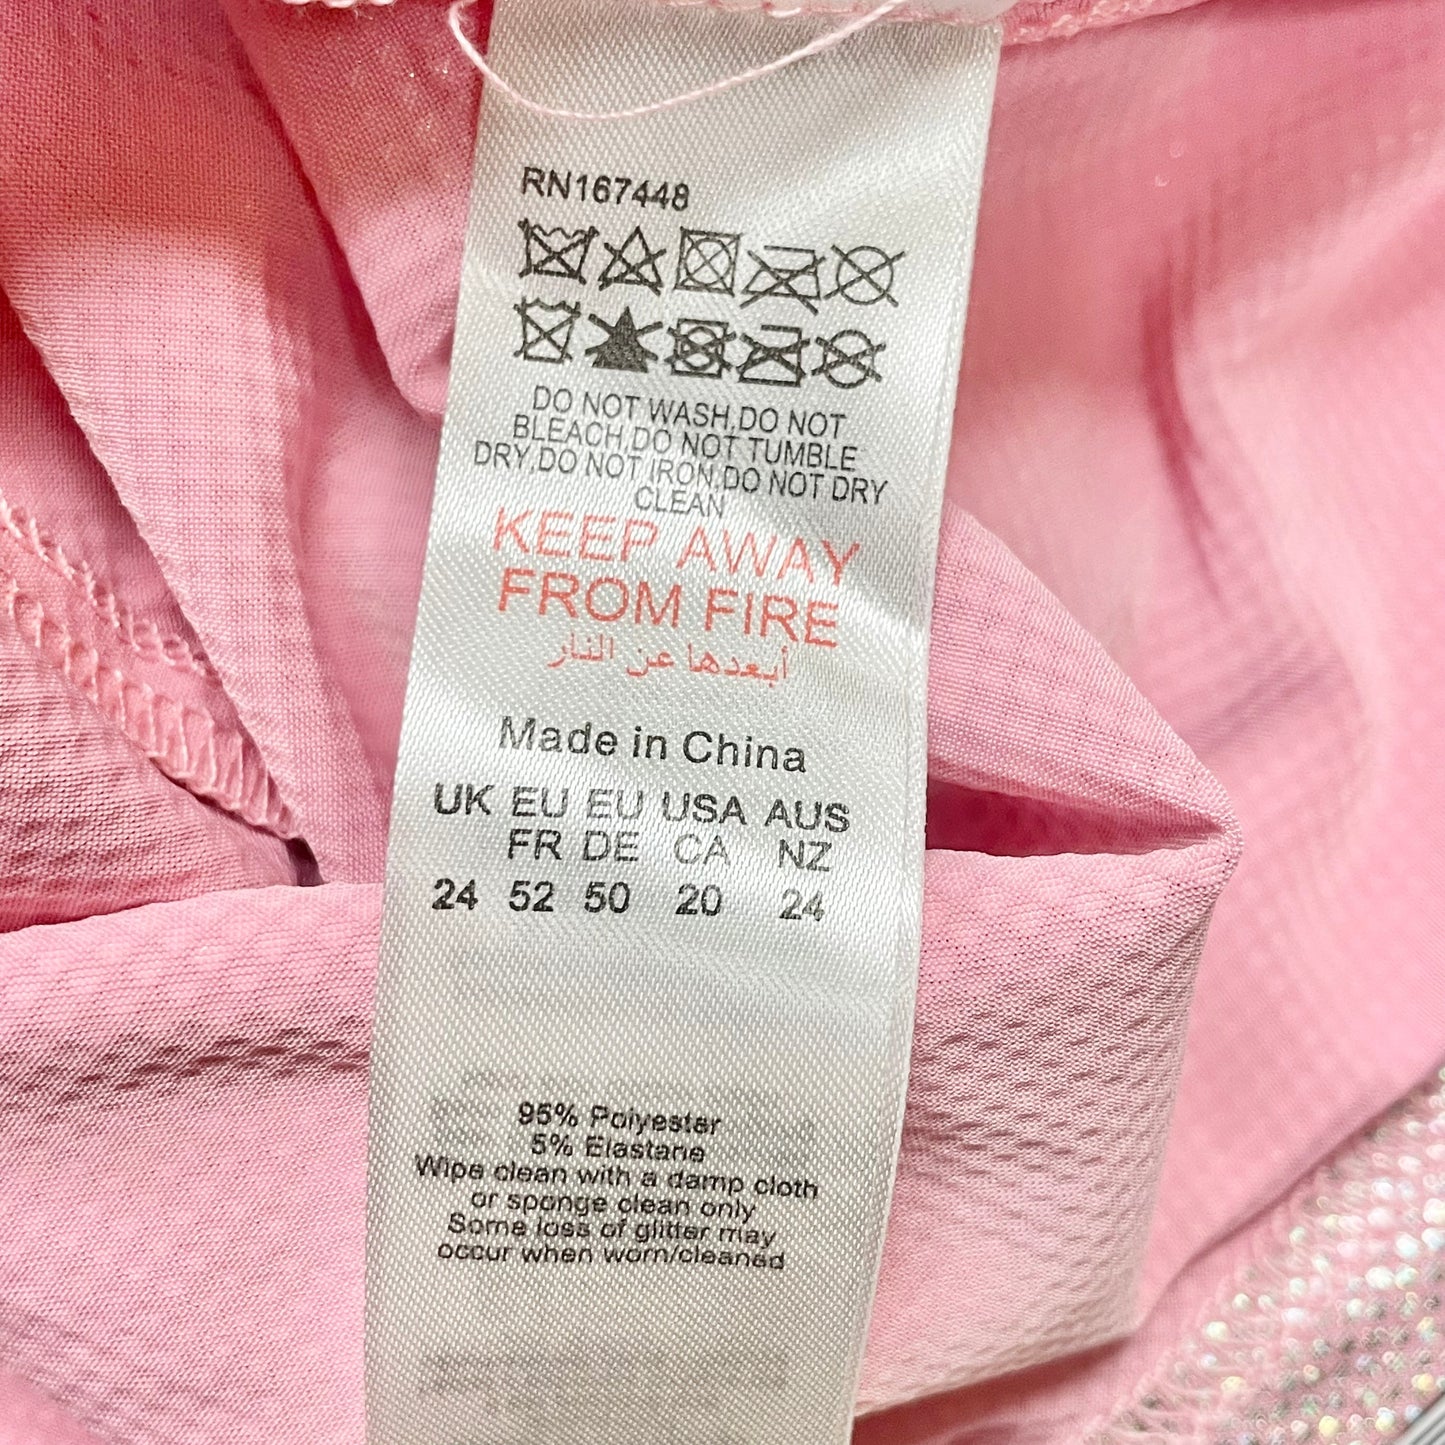 RN167448
DO NOT WASH,DO NOT
BLEACH,DO NOT TUMBLE
DRY,DO NOT IRON,DO NOT DRY
CLEAN
KEEP AWAY
FROM FIRE
أبعدها عن النار
Made in China
UK EU EU USA AUS
FR DE CA NZ
24 52 50 20 24
95% Polyester
5% Elastane
Wipe clean with a damp cloth
or sponge clean only
Some loss of glitter may
occur when worn/cleaned